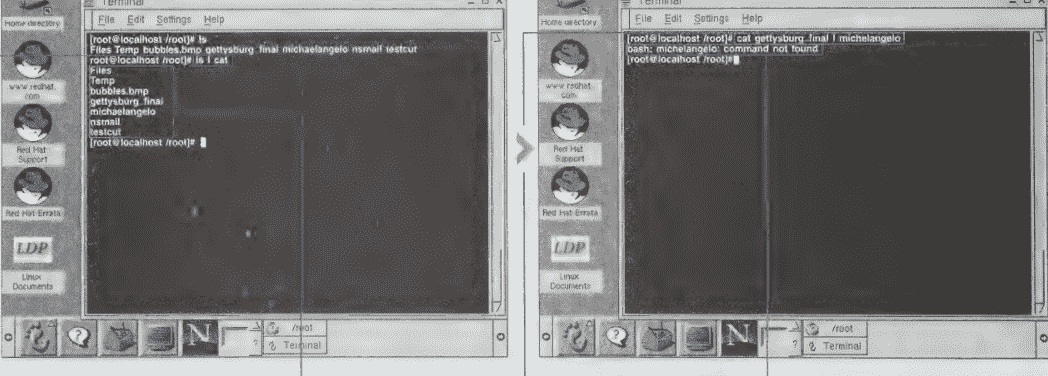 Terminal
File Edit Settings Help
Home directory
[root@localhost /root]# ls
Files Temp bubbles.bmp gettysburg_final michaelangelo nsmail testcut
root@localhost /root]# ls | cat
Files
Temp
bubbles.bmp
gettysburg_final
michaelangelo
nsmail
testcut
[root@localhost /root]#
www.redhat.
com
Red Hat
Support
Red Hat Errata
LDP
Linux
Documents
N
/root
Terminal
Terminal
File Edit Settings Help
Home directory
[root@localhost /root]# cat gettysburg_final | michelangelo
bash: michelangelo: command not found
[root@localhost /root]#
www.redhat.
com
Red Hat
Support
Red Hat Errata
LDP
Linux
Documents
N
/root
Terminal